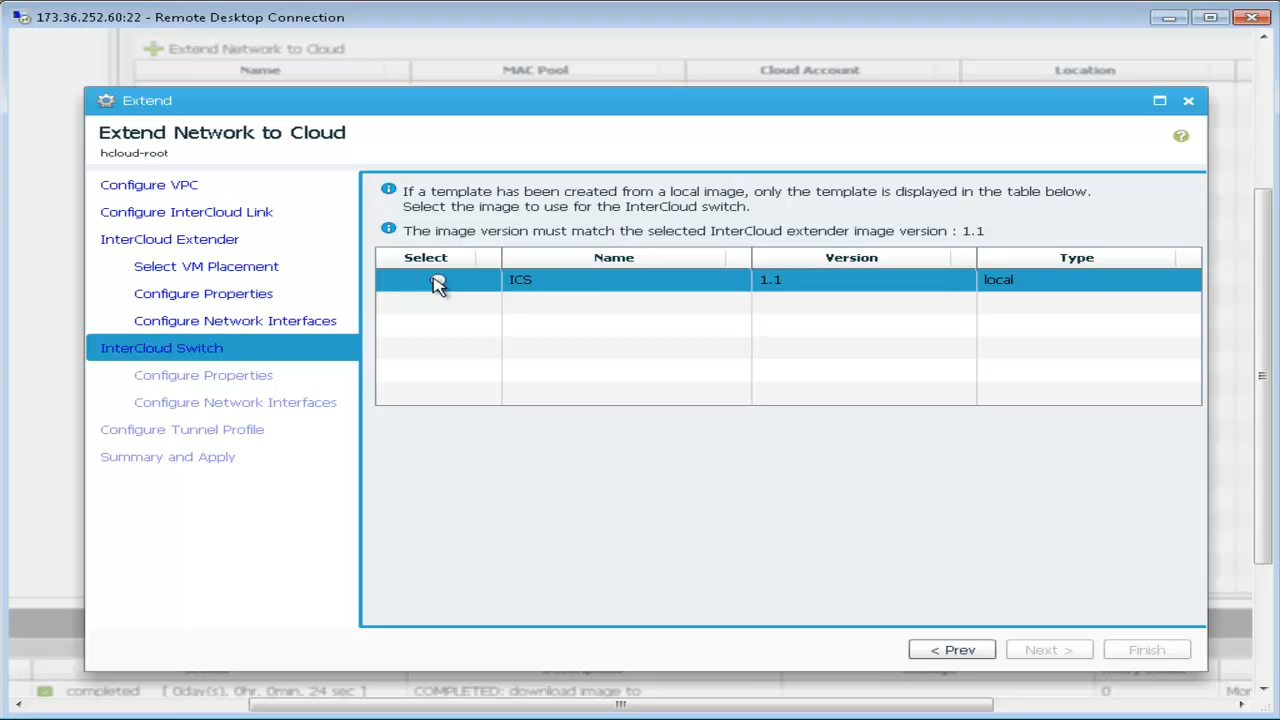 173.36.252.60:22 - Remote Desktop Connection
Extend Network to Cloud
Name MAC Pool Cloud Account Location
Extend
Extend Network to Cloud
hcloud-root
Configure VPC
Configure InterCloud Link
InterCloud Extender
Select VM Placement
Configure Properties
Configure Network Interfaces
InterCloud Switch
Configure Properties
Configure Network Interfaces
Configure Tunnel Profile
Summary and Apply
If a template has been created from a local image, only the template is displayed in the table below.
Select the image to use for the InterCloud switch.
The image version must match the selected InterCloud extender image version : 1.1
Select Name Version Type
ICS 1.1 local
< Prev Next > Finish
completed [ 0day(s), 0hr, 0min, 24 sec ] COMPLETED: download image to 0 Mor